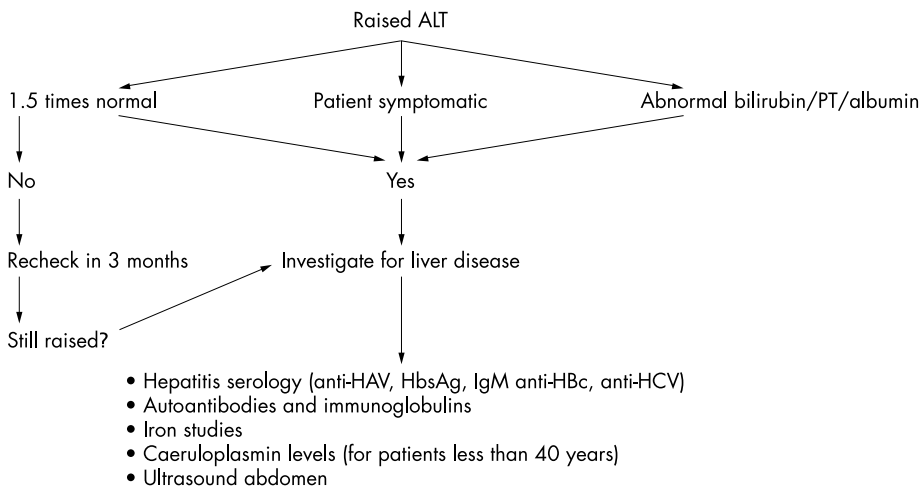 Raised ALT
1.5 times normal
Patient symptomatic
Abnormal bilirubin/PT/albumin
No
Yes
Recheck in 3 months
Investigate for liver disease
Still raised?
• Hepatitis serology (anti-HAV, HbsAg, IgM anti-HBc, anti-HCV)
• Autoantibodies and immunoglobulins
• Iron studies
• Caeruloplasmin levels (for patients less than 40 years)
• Ultrasound abdomen